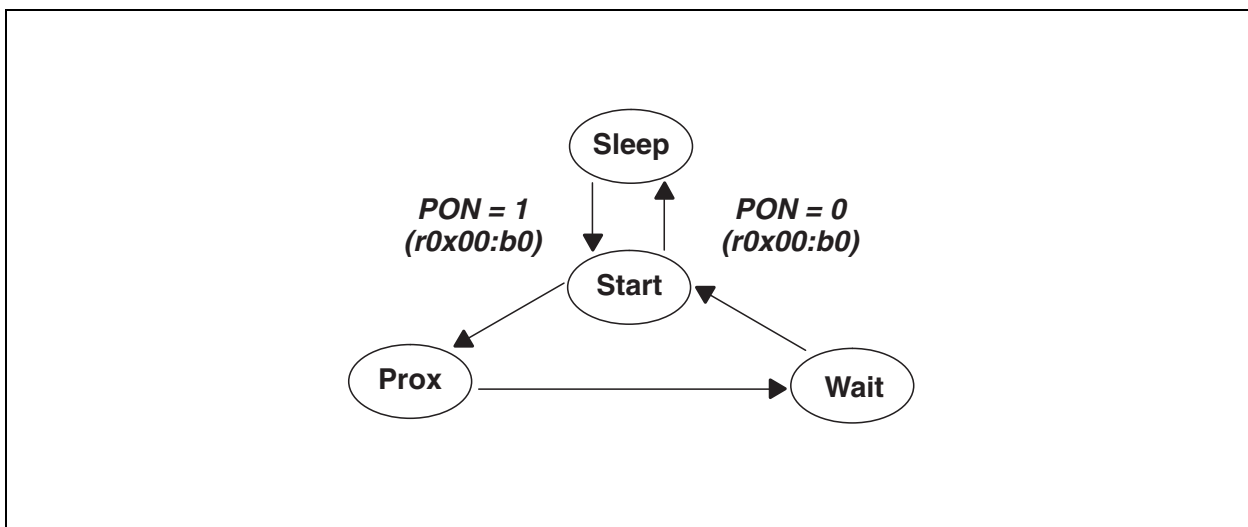 Sleep
PON = 1
(r0x00:b0)
PON = 0
(r0x00:b0)
Start
Prox
Wait